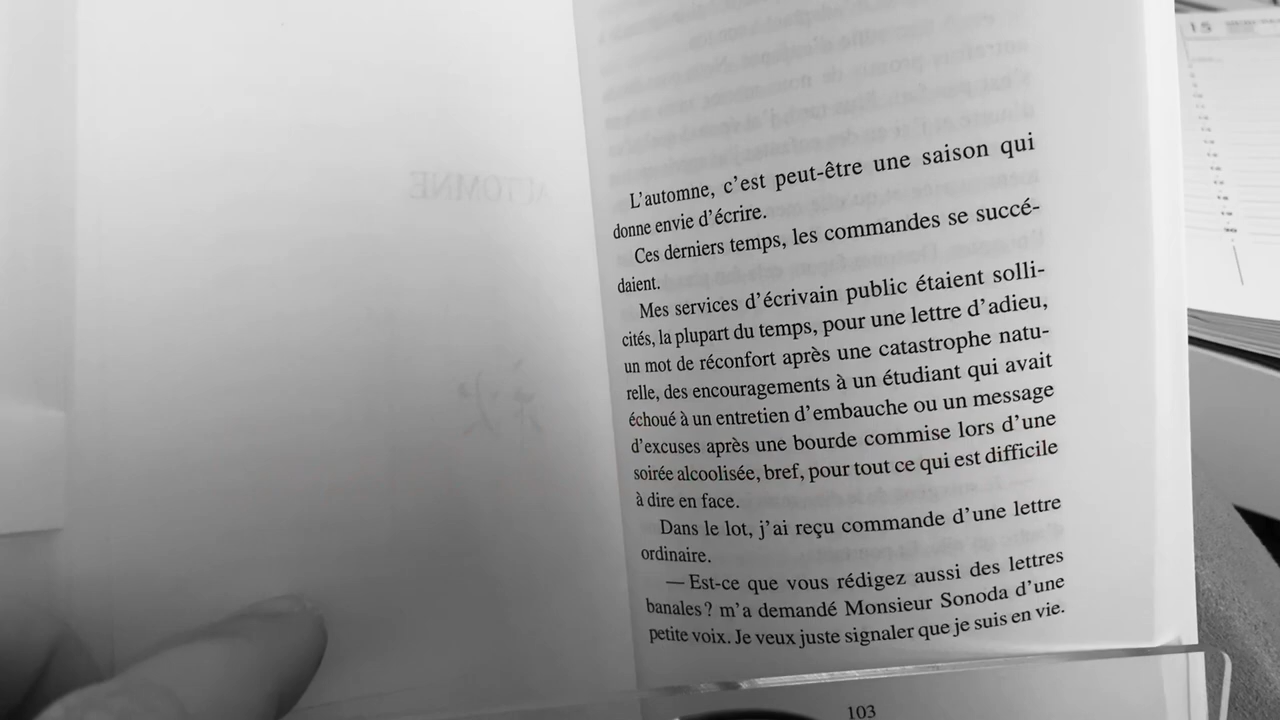 AUTOMNE
L'automne, c'est peut-être une saison qui
donne envie d'écrire.
Ces derniers temps, les commandes se succé-
daient.
Mes services d'écrivain public étaient solli-
cités, la plupart du temps, pour une lettre d'adieu,
un mot de réconfort après une catastrophe natu-
relle, des encouragements à un étudiant qui avait
échoué à un entretien d'embauche ou un message
d'excuses après une bourde commise lors d'une
soirée alcoolisée, bref, pour tout ce qui est difficile
à dire en face.
Dans le lot, j'ai reçu commande d'une lettre
ordinaire.
— Est-ce que vous rédigez aussi des lettres
banales ? m'a demandé Monsieur Sonoda d'une
petite voix. Je veux juste signaler que je suis en vie.
103
15